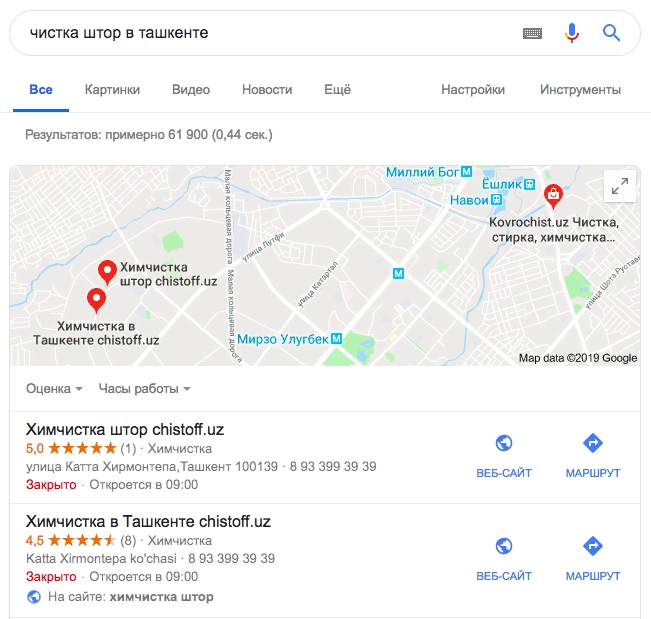 чистка штор в ташкенте
Все Картинки Видео Новости Ещё Настройки Инструменты
Результатов: примерно 61 900 (0,44 сек.)
Миллий Бог M
Ёшлик
Навои
Kovrochist.uz Чистка,
стирка, химчистка...
Малая кольцевая дорога
Малая кольцевая дорога
улица Лутфи
улица Катартал
улица Шота Руставе
M
Химчистка
штор chistoff.uz
Химчистка в
Ташкенте chistoff.uz
Мирзо Улугбек M
Map data ©2019 Google
Оценка Часы работы
Химчистка штор chistoff.uz
5,0 (1) · Химчистка
улица Катта Хирмонтепа,Ташкент 100139 · 8 93 399 39 39
Закрыто · Откроется в 09:00
ВЕБ-САЙТ МАРШРУТ
Химчистка в Ташкенте chistoff.uz
4,5 (8) · Химчистка
Katta Xirmontepa ko'chasi · 8 93 399 39 39
Закрыто · Откроется в 09:00
На сайте: химчистка штор
ВЕБ-САЙТ МАРШРУТ